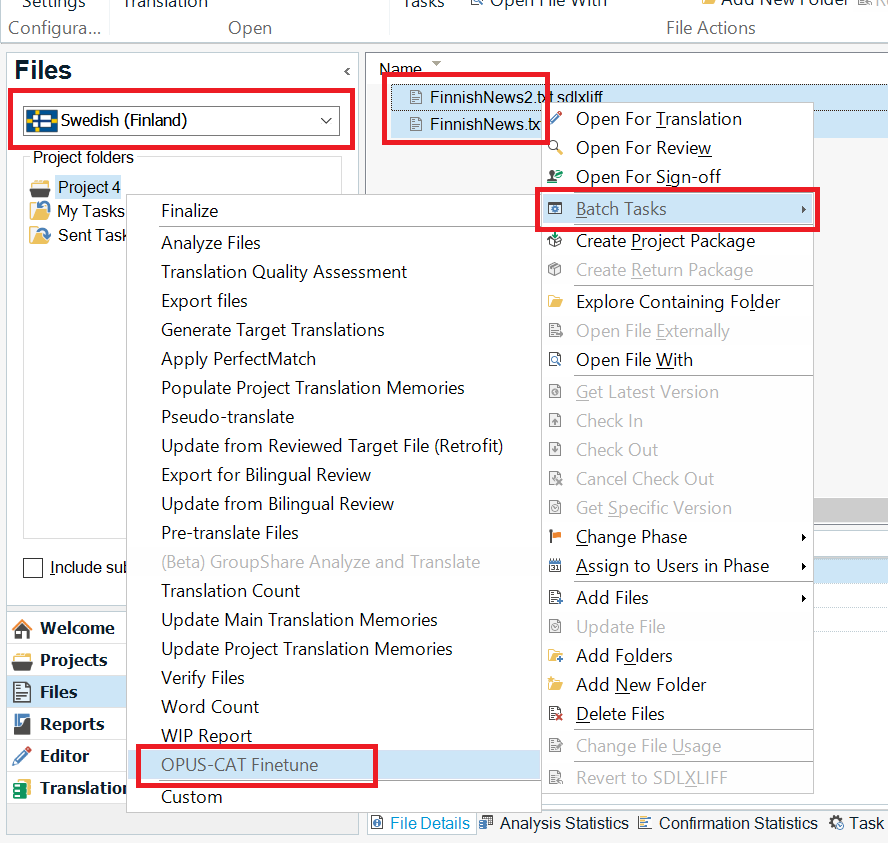 Settings
Translation
Tasks
Open File With
Add New Folder
Configura...
Open
File Actions
Files
Swedish (Finland)
Project folders
Project 4
My Tasks
Sent Task
Include sub
Welcome
Projects
Files
Reports
Editor
Translation
Name
FinnishNews2.txt.sdlxliff
FinnishNews.tx
Finalize
Analyze Files
Translation Quality Assessment
Export files
Generate Target Translations
Apply PerfectMatch
Populate Project Translation Memories
Pseudo-translate
Update from Reviewed Target File (Retrofit)
Export for Bilingual Review
Update from Bilingual Review
Pre-translate Files
(Beta) GroupShare Analyze and Translate
Translation Count
Update Main Translation Memories
Update Project Translation Memories
Verify Files
Word Count
WIP Report
OPUS-CAT Finetune
Custom
Open For Translation
Open For Review
Open For Sign-off
Batch Tasks
Create Project Package
Create Return Package
Explore Containing Folder
Open File Externally
Open File With
Get Latest Version
Check In
Check Out
Cancel Check Out
Get Specific Version
Change Phase
Assign to Users in Phase
Add Files
Update File
Add Folders
Add New Folder
Delete Files
Change File Usage
Revert to SDLXLIFF
File Details
Analysis Statistics
Confirmation Statistics
Task